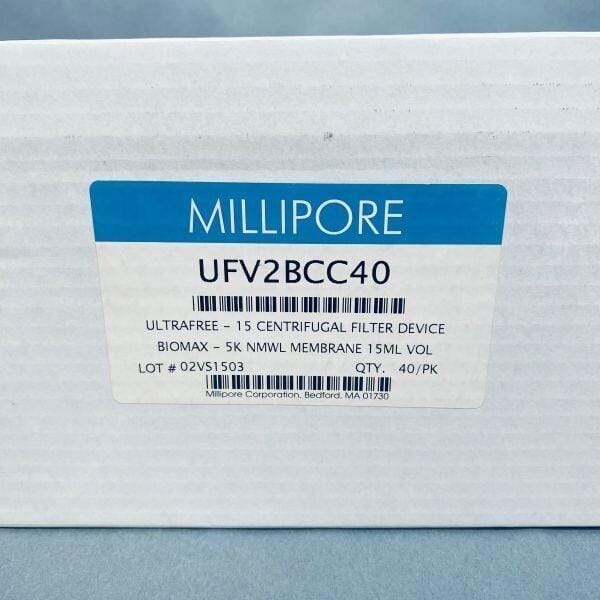 MILLIPORE
UFV2BCC40
ULTRAFREE - 15 CENTRIFUGAL FILTER DEVICE
BIOMAX - 5K NMWL MEMBRANE 15ML VOL
LOT # 02VS1503 QTY. 40/PK
Millipore Corporation, Bedford, MA 01730